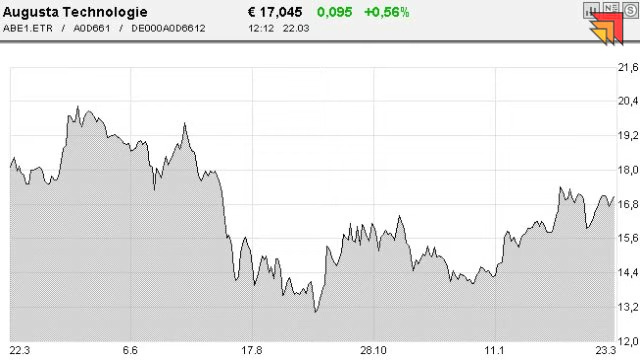 Augusta Technologie € 17,045 0,095 +0,56%
ABE1.ETR / A0D661 / DE000A0D6612 12:12 22.03
NE S
21,6
20,4
19,2
18,0
16,8
15,6
14,4
13,2
12,0
22.3 6.6 17.8 28.10 11.1 23.3